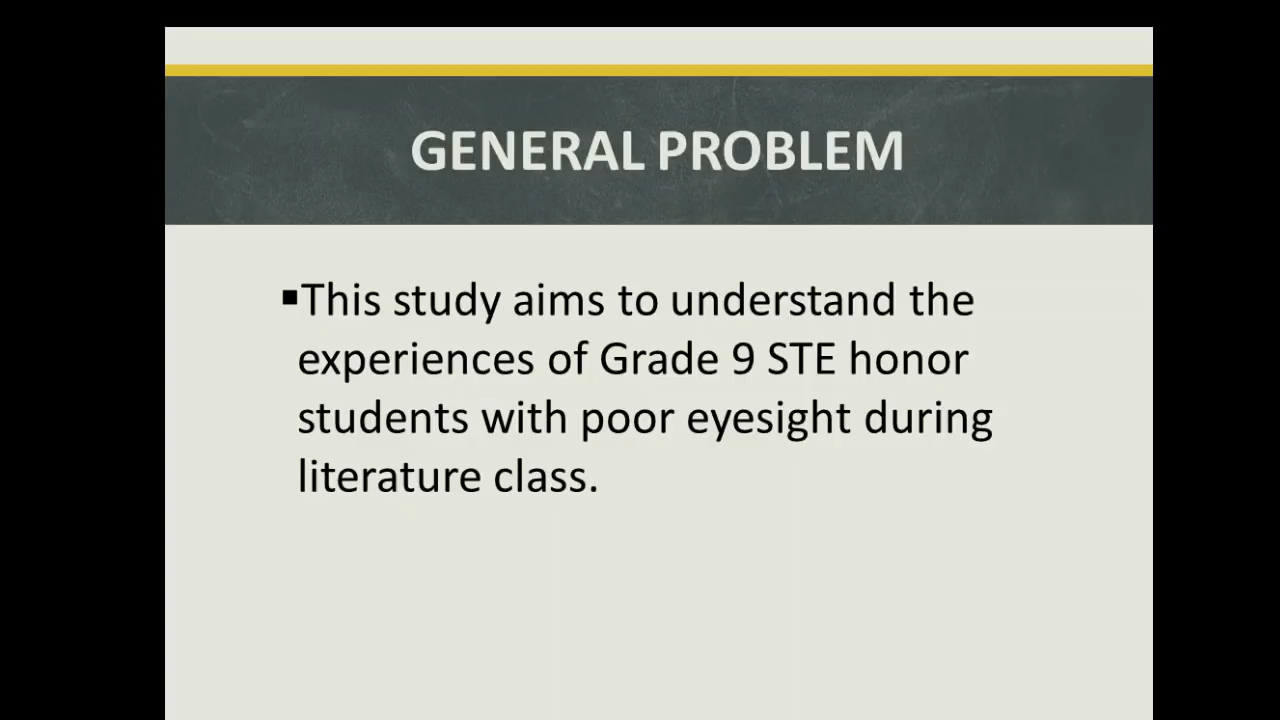 GENERAL PROBLEM
▪This study aims to understand the
experiences of Grade 9 STE honor
students with poor eyesight during
literature class.